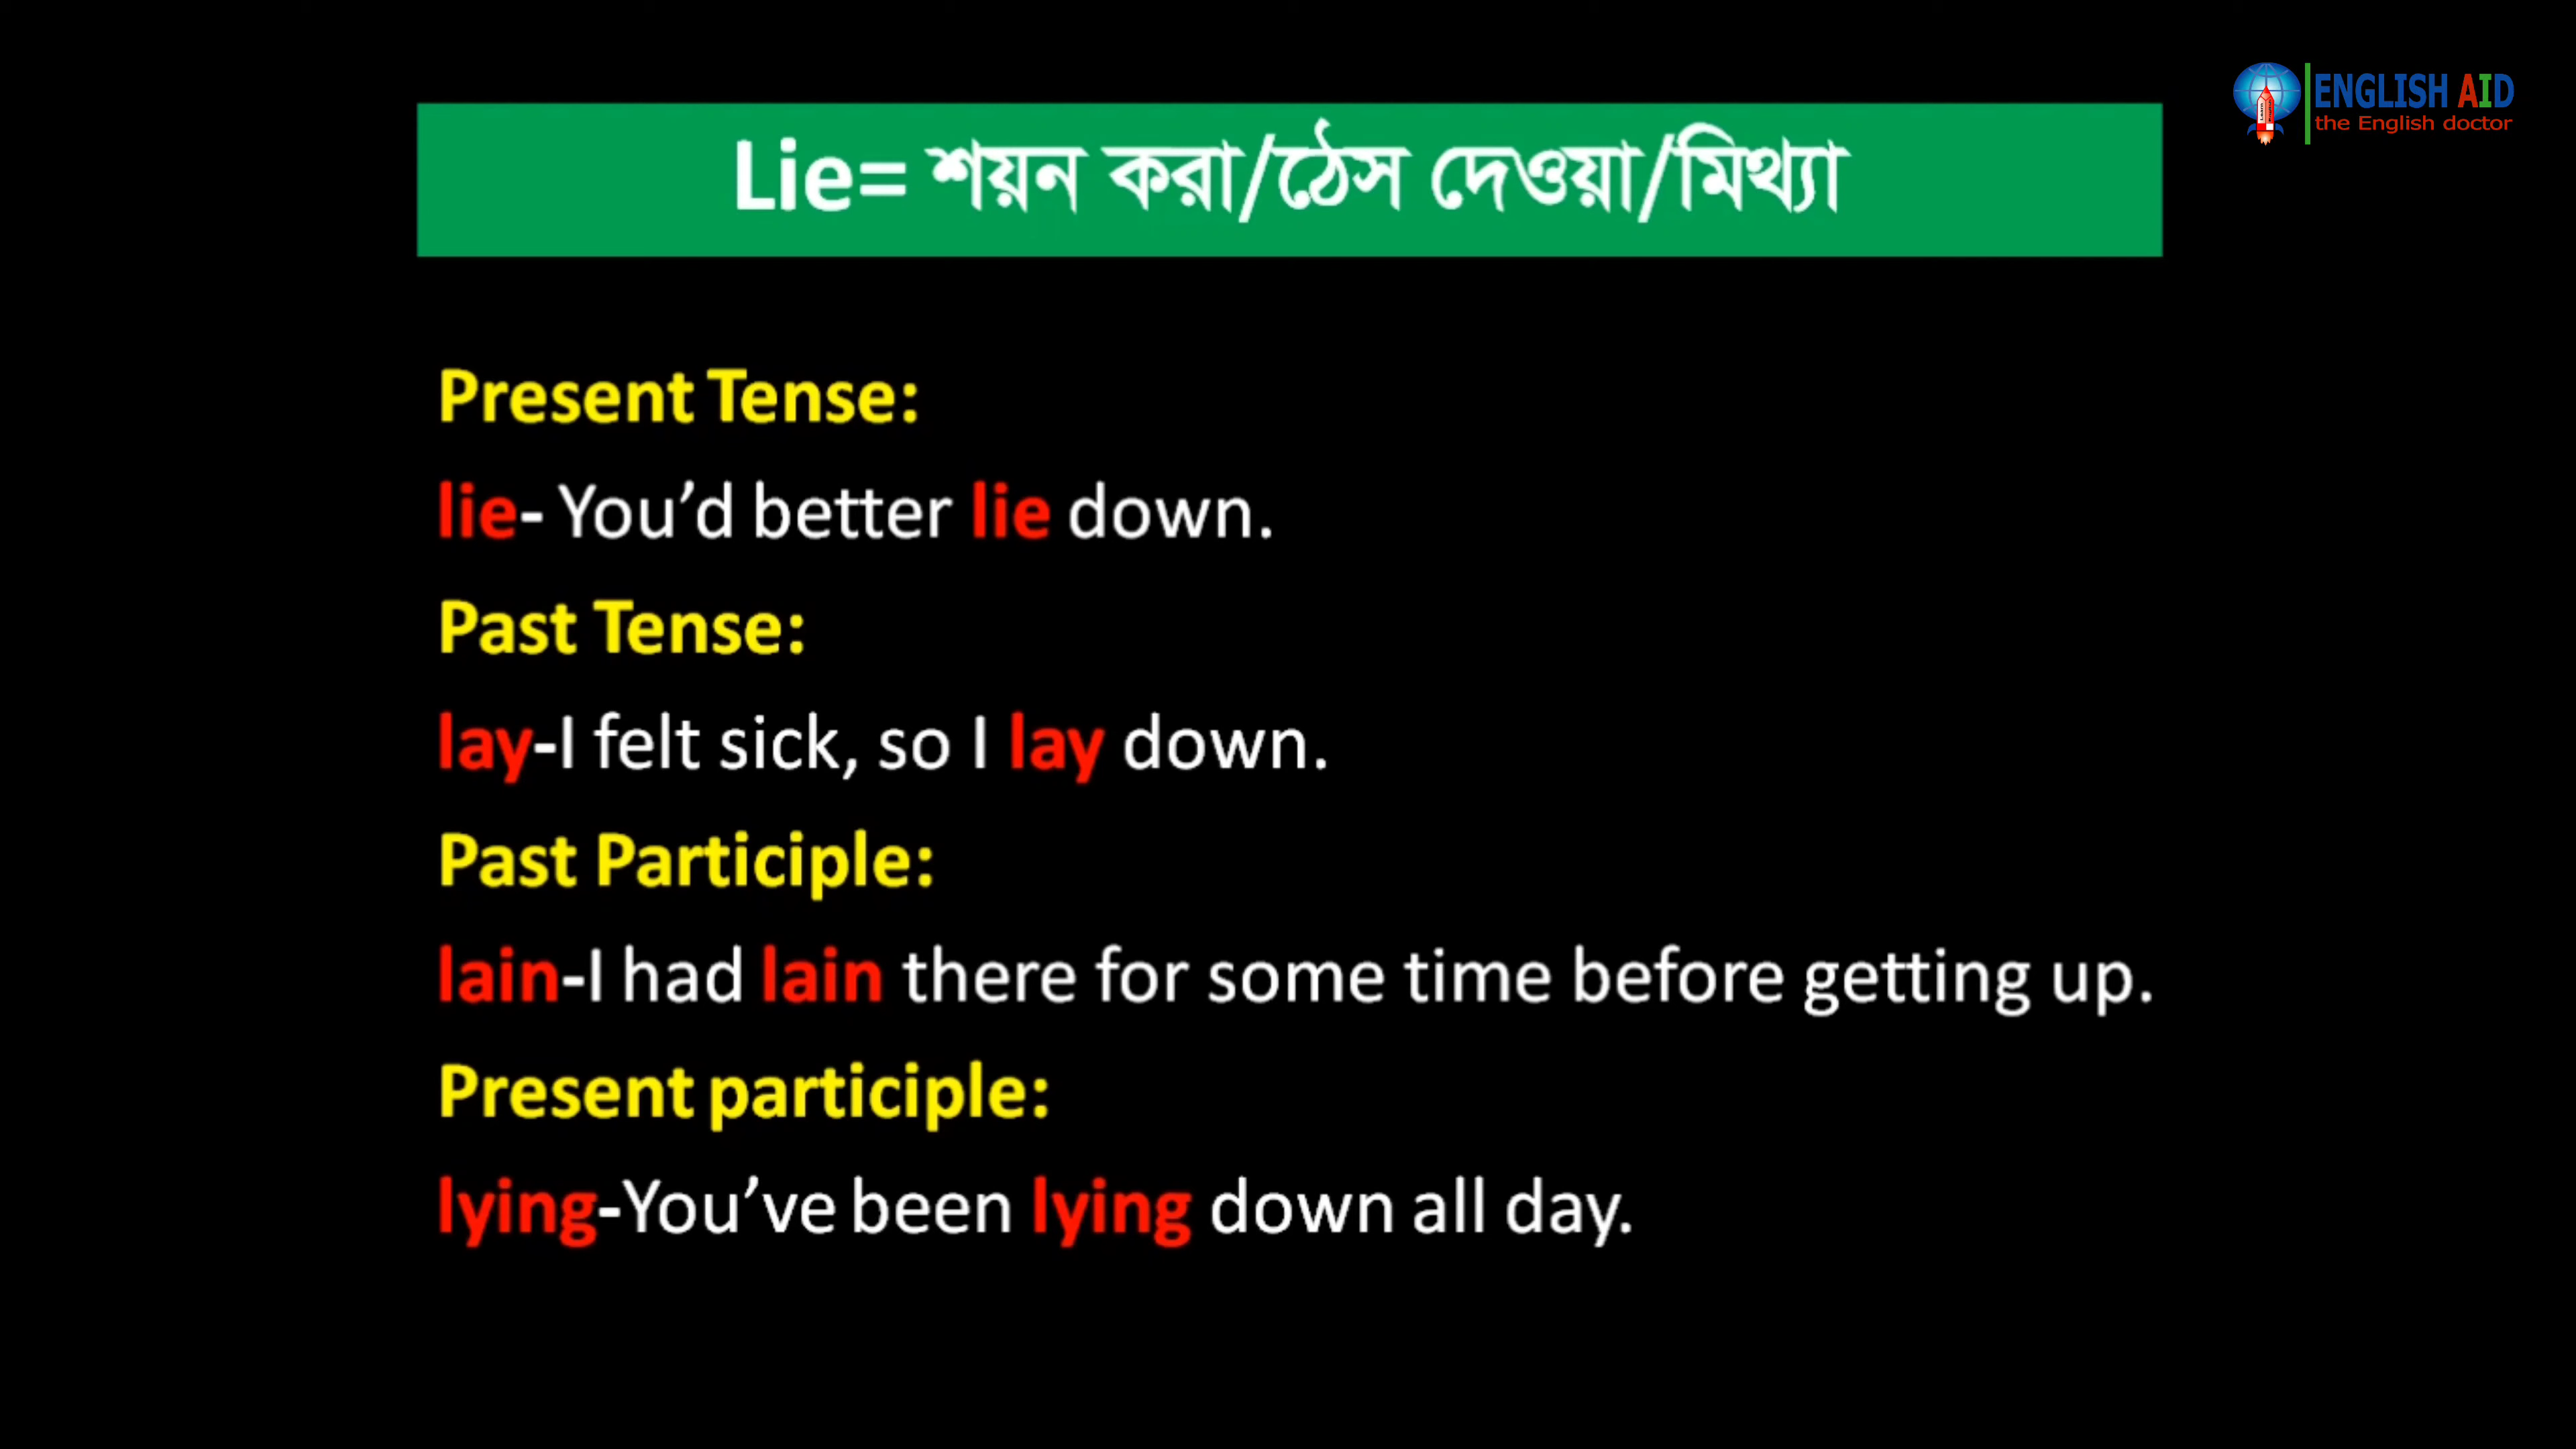 ENGLISH AID
the English doctor
Lie= শয়ন করা/ঠেস দেওয়া/মিথ্যা
Present Tense:
lie- You’d better lie down.
Past Tense:
lay-I felt sick, so I lay down.
Past Participle:
lain-I had lain there for some time before getting up.
Present participle:
lying-You’ve been lying down all day.